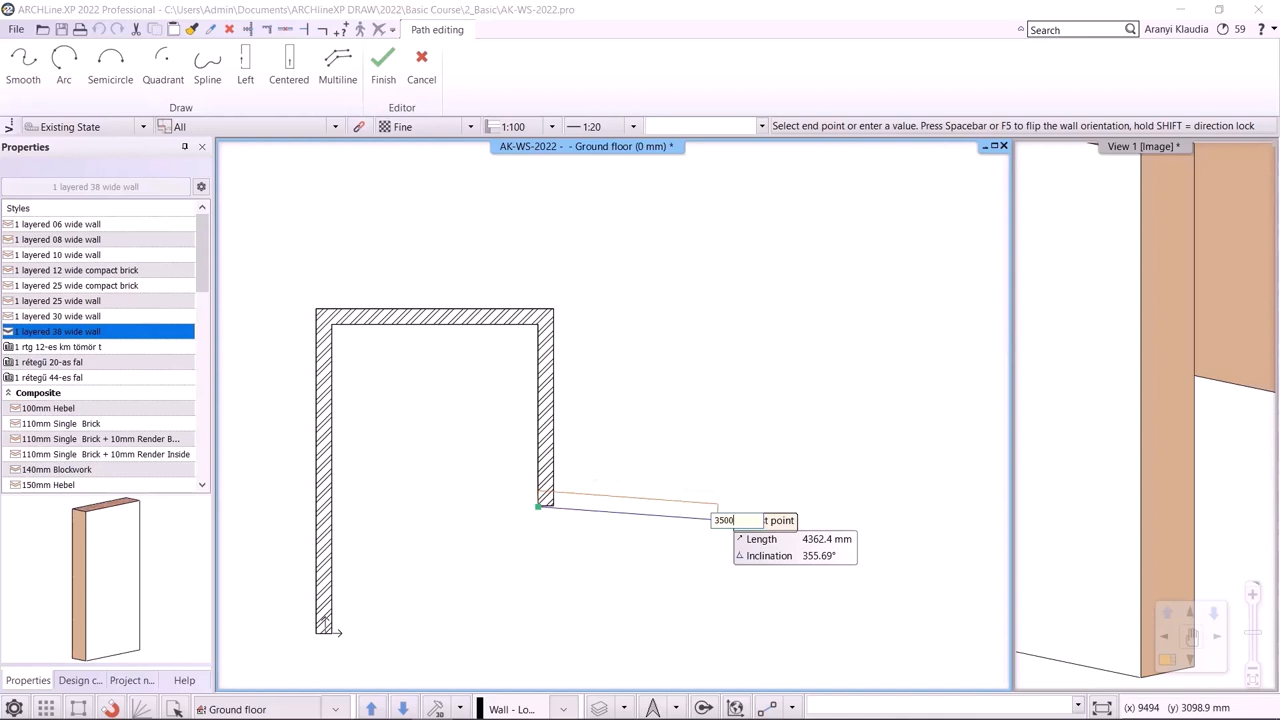 ARCHLine.XP 2022 Professional - C:\Users\Admin\Documents\ARCHlineXP DRAW\2022\Basic Course\2_Basic\AK-WS-2022.pro
File
Path editing
Search
Aranyi Klaudia
59
Smooth
Arc
Semicircle
Quadrant
Spline
Left
Centered
Multiline
Finish
Cancel
Draw
Editor
Existing State
All
Fine
1:100
1:20
Select end point or enter a value. Press Spacebar or F5 to flip the wall orientation, hold SHIFT = direction lock
Properties
AK-WS-2022 - - Ground floor (0 mm) *
View 1 [Image] *
1 layered 38 wide wall
Styles
1 layered 06 wide wall
1 layered 08 wide wall
1 layered 10 wide wall
1 layered 12 wide compact brick
1 layered 25 wide compact brick
1 layered 25 wide wall
1 layered 30 wide wall
1 layered 38 wide wall
1 rtg 12-es km tömör t
1 rétegű 20-as fal
1 rétegű 44-es fal
Composite
100mm Hebel
110mm Single Brick
110mm Single Brick + 10mm Render B...
110mm Single Brick + 10mm Render Inside
140mm Blockwork
150mm Hebel
3500
t point
Length 4362.4 mm
Inclination 355.69°
Properties
Design c...
Project n...
Help
Ground floor
Wall - Lo...
(x) 9494 (y) 3098.9 mm